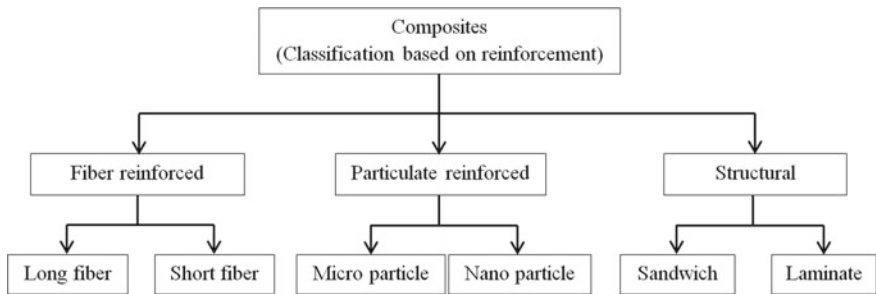 Composites
(Classification based on reinforcement)
Fiber reinforced
Particulate reinforced
Structural
Long fiber
Short fiber
Micro particle
Nano particle
Sandwich
Laminate